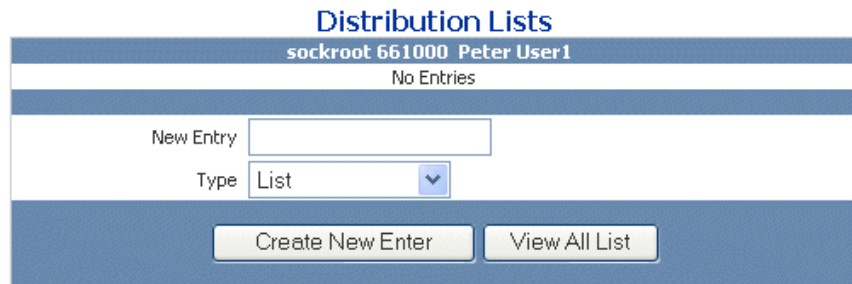 Distribution Lists
sockroot 661000 Peter User1
No Entries
New Entry
Type List
Create New Enter View All List